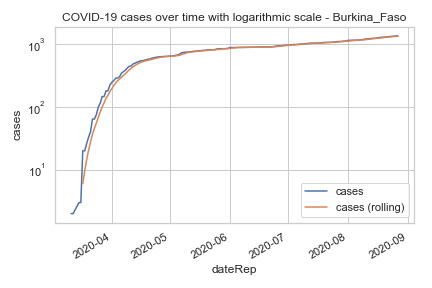 COVID-19 cases over time with logarithmic scale - Burkina_Faso
10³
10²
10¹
cases
cases
cases (rolling)
2020-04
2020-05
2020-06
2020-07
2020-08
2020-09
dateRep